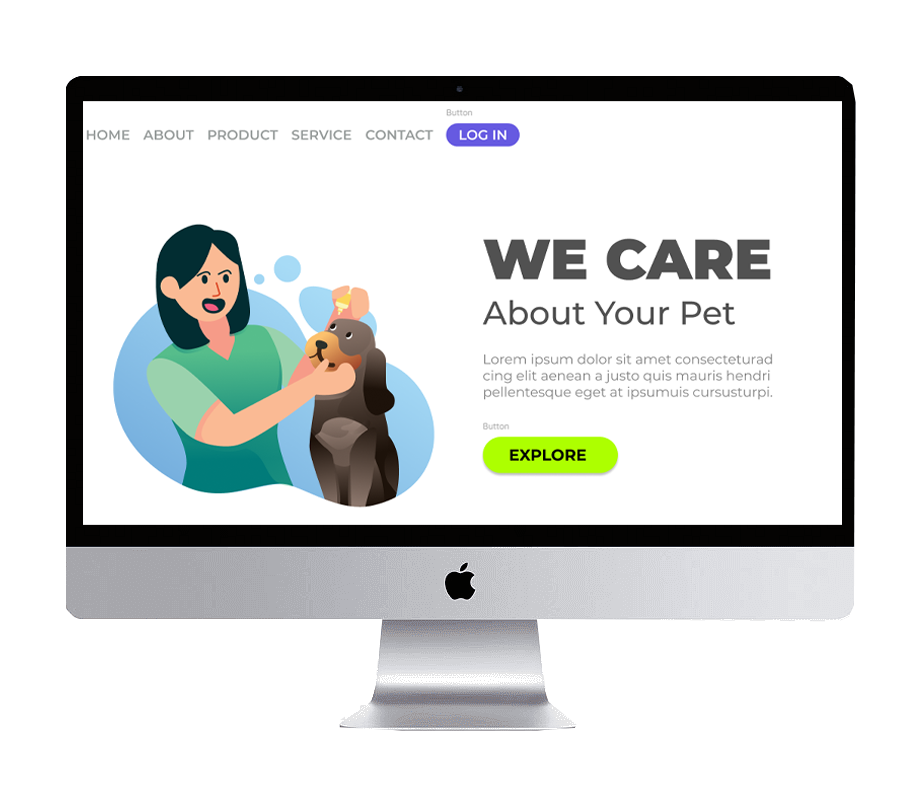 Button
HOME ABOUT PRODUCT SERVICE CONTACT LOG IN
WE CARE
About Your Pet
Lorem ipsum dolor sit amet consecteturad
cing elit aenean a justo quis mauris hendri
pellentesque eget at ipsumuis cursusturpi.
Button
EXPLORE